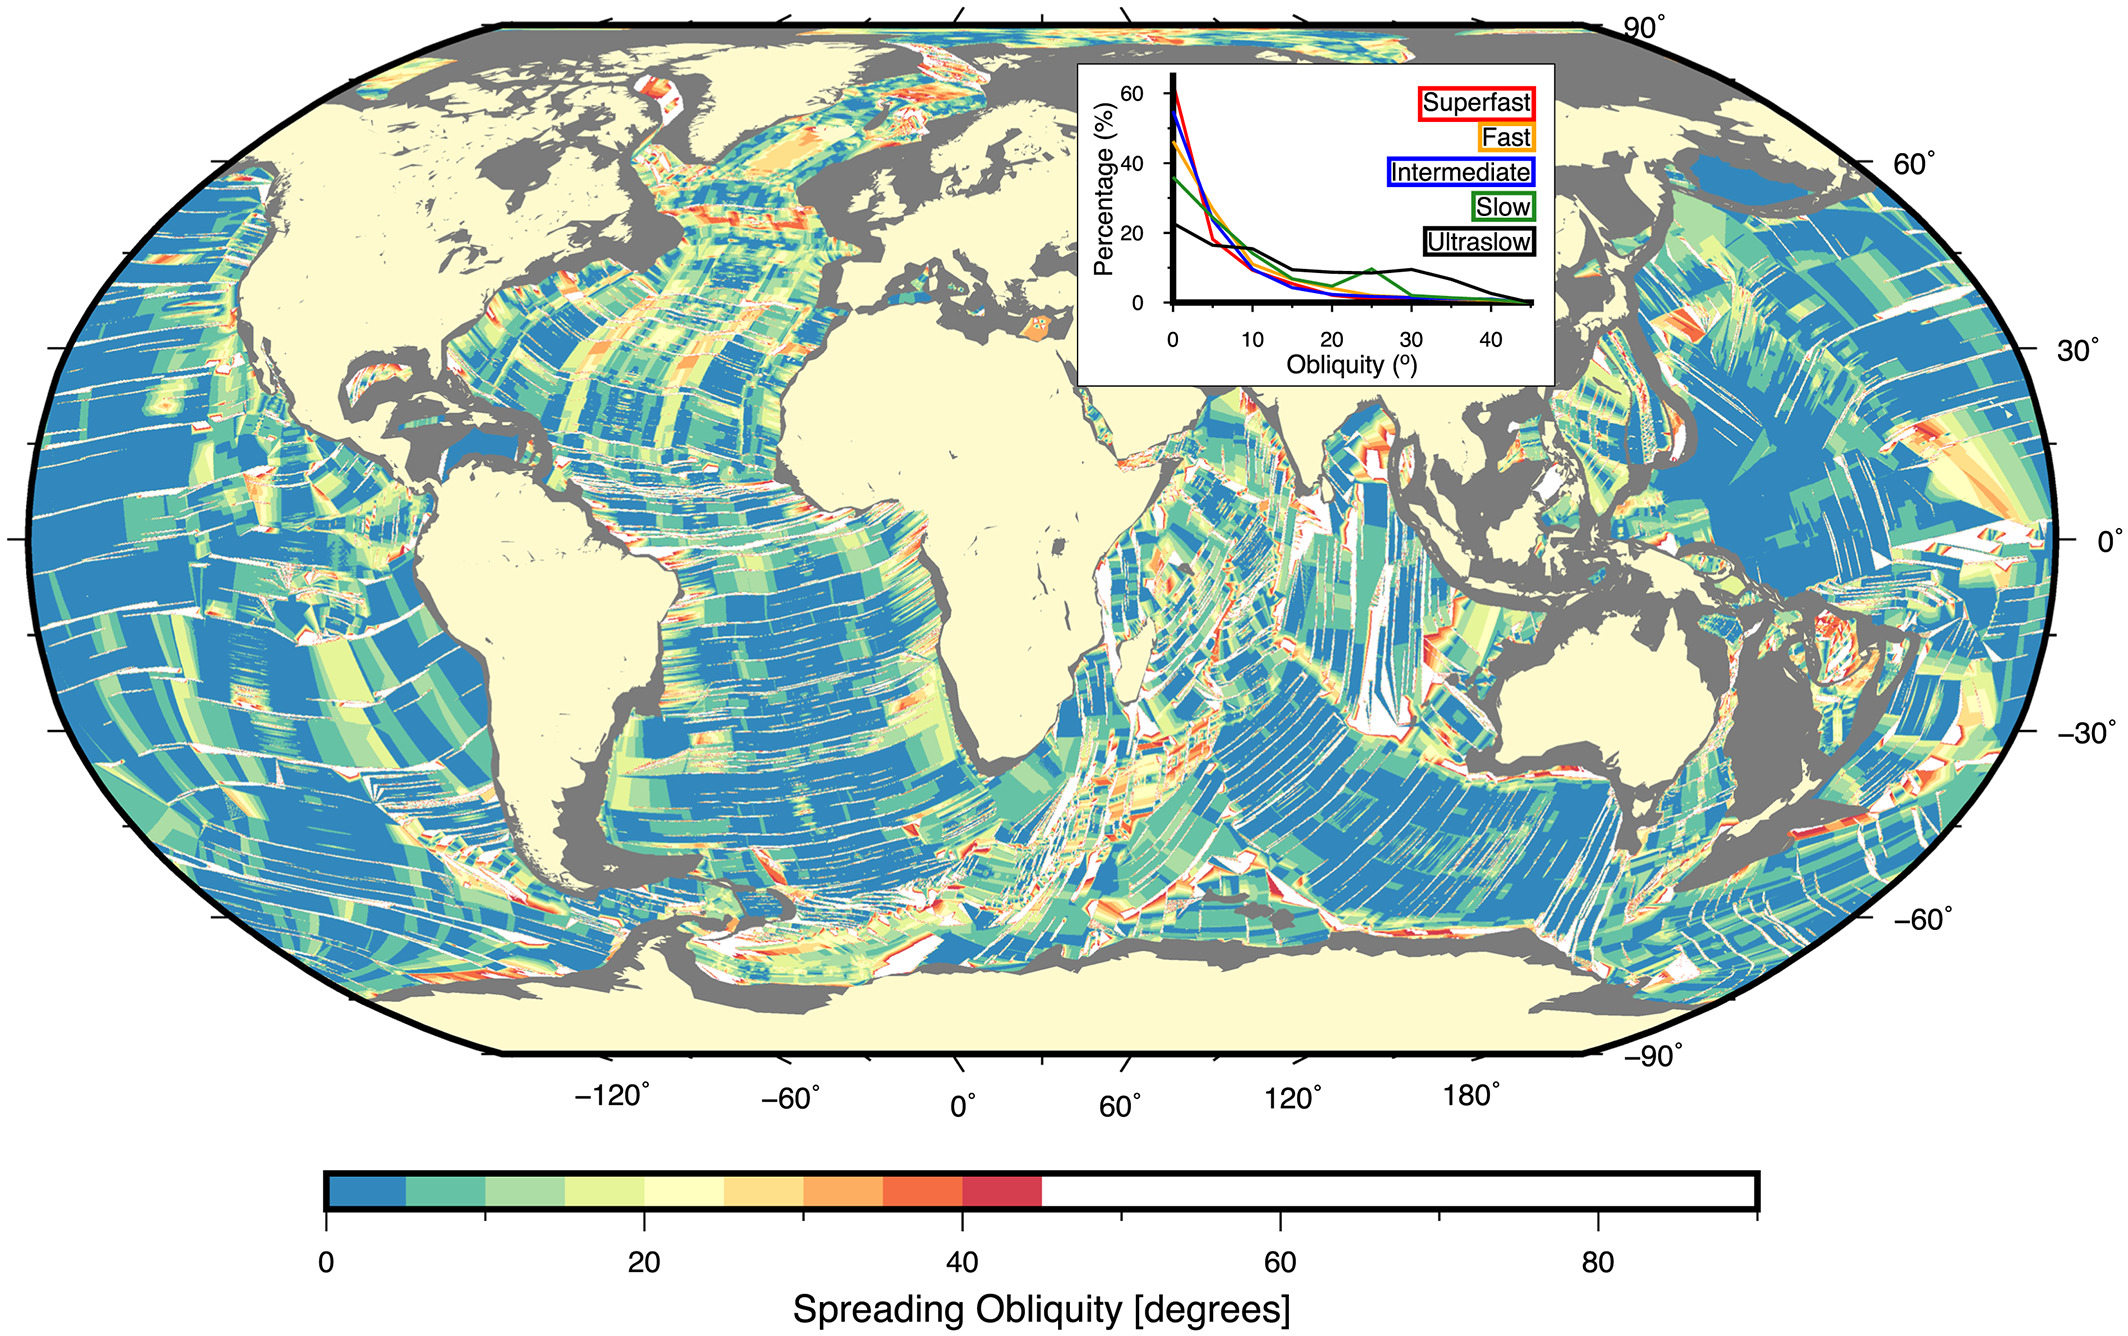 90°
60
Superfast
Fast
40
Intermediate
Slow
20
Ultraslow
0
Percentage (%)
0 10 20 30 40
Obliquity (º)
60°
30°
0°
−30°
−60°
−90°
−120° −60° 0° 60° 120° 180°
0 20 40 60 80
Spreading Obliquity [degrees]